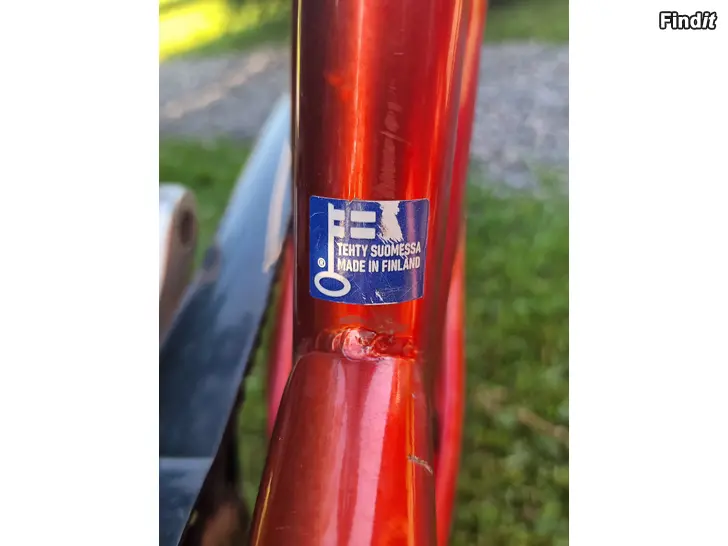 Findit
TEHTY SUOMESSA
MADE IN FINLAND
®